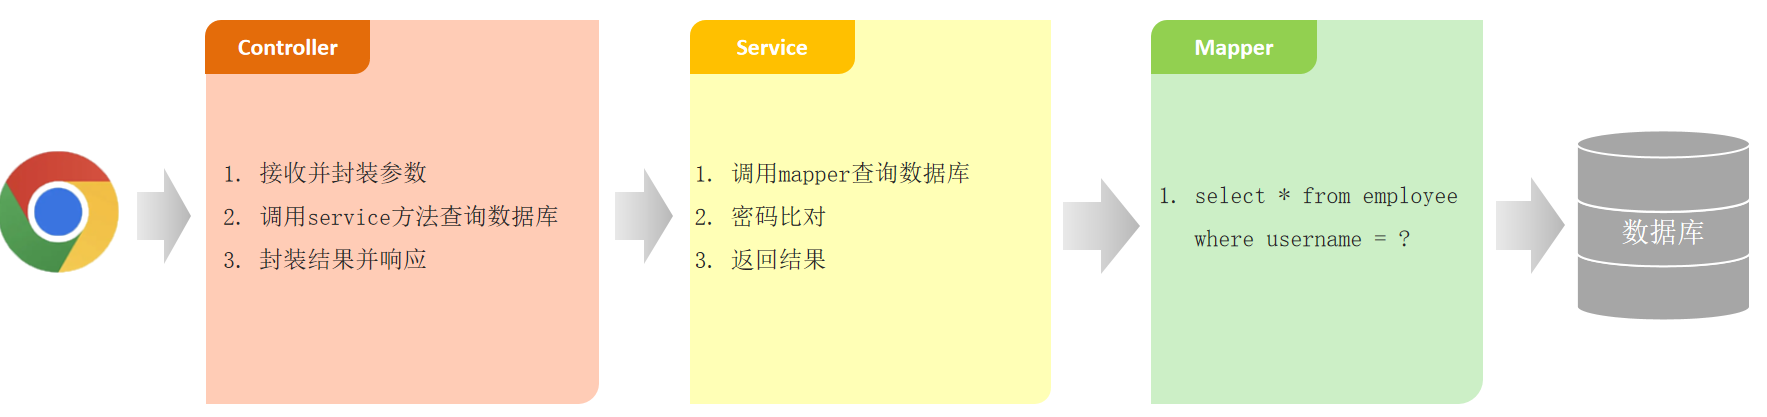 Controller
1. 接收并封装参数
2. 调用service方法查询数据库
3. 封装结果并响应
Service
1. 调用mapper查询数据库
2. 密码比对
3. 返回结果
Mapper
1. select * from employee
where username = ?
数据库